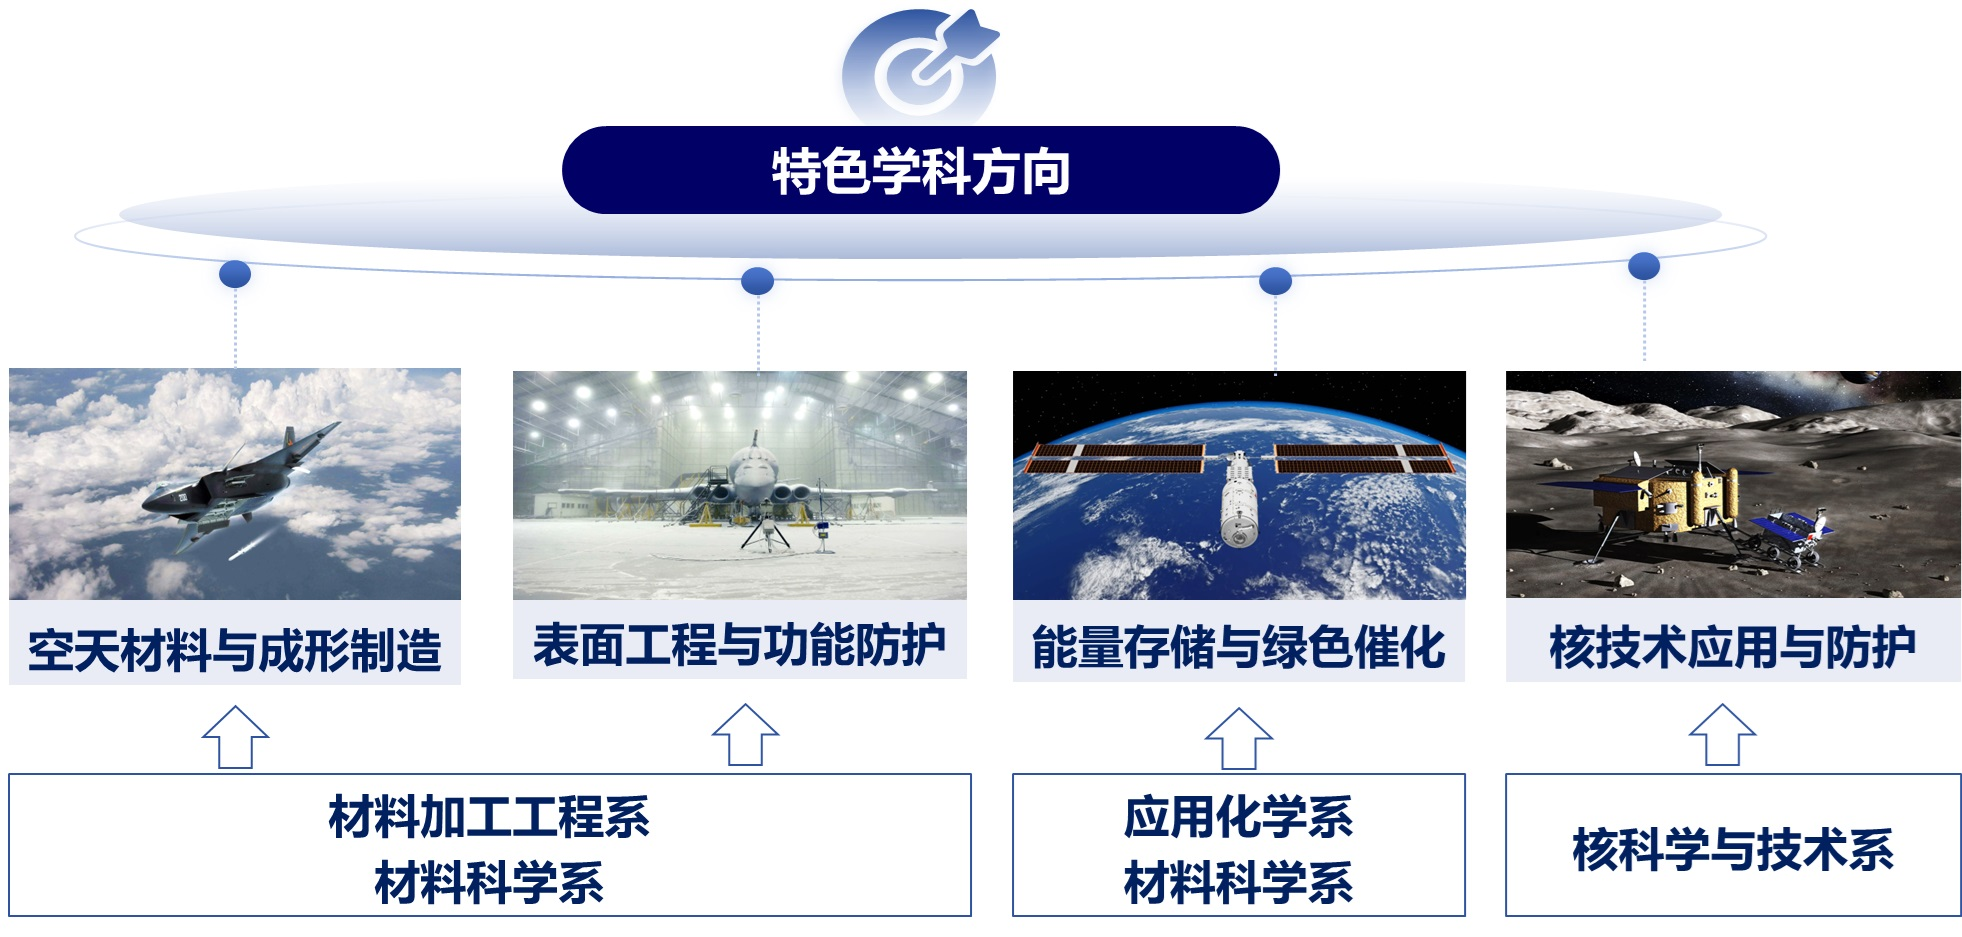 特色学科方向
空天材料与成形制造
表面工程与功能防护
能量存储与绿色催化
核技术应用与防护
材料加工工程系
材料科学系
应用化学系
材料科学系
核科学与技术系